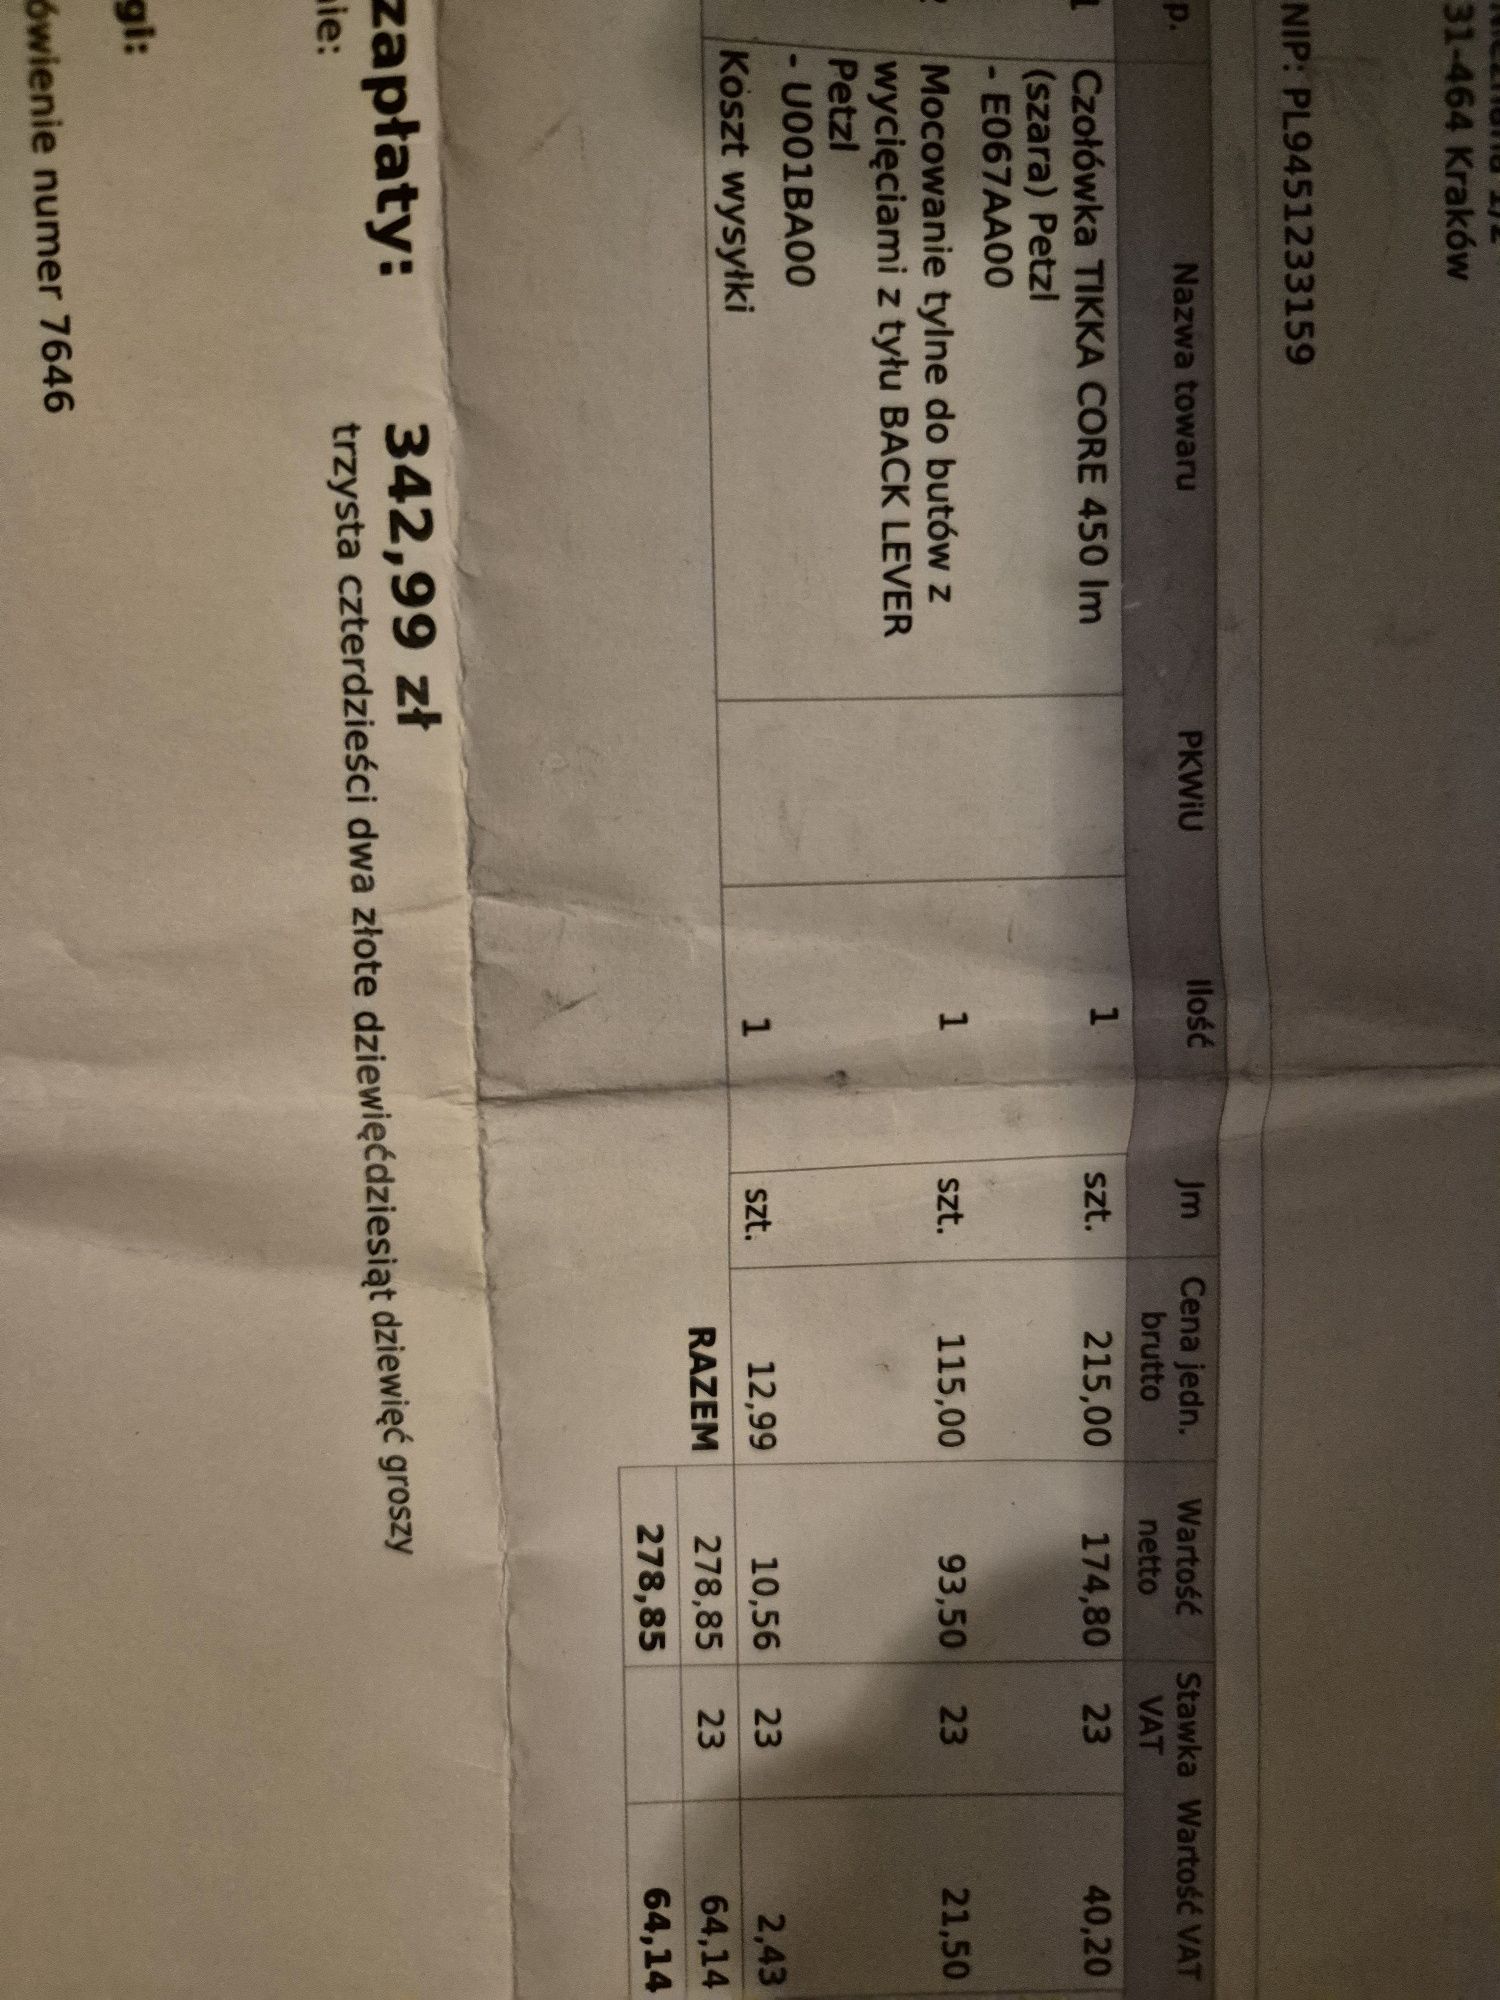 31-464 Kraków
NIP: PL9451233159
p. Nazwa towaru PKWiU Ilość Jm Cena jedn. brutto Wartość netto Stawka VAT Wartość VAT
1 Czołówka TIKKA CORE 450 lm 1 szt. 215,00 174,80 23 40,20
(szara) Petzl
- E067AA00
Mocowanie tylne do butów z 1 szt. 115,00 93,50 23 21,50
wycięciami z tyłu BACK LEVER
Petzl
- U001BA00
Koszt wysyłki 1 szt. 12,99 10,56 23 2,43
RAZEM 278,85 23 64,14
278,85 64,14
zapłaty: 342,99 zł
nie: trzysta czterdzieści dwa złote dziewięćdziesiąt dziewięć groszy
gi:
ówienie numer 7646